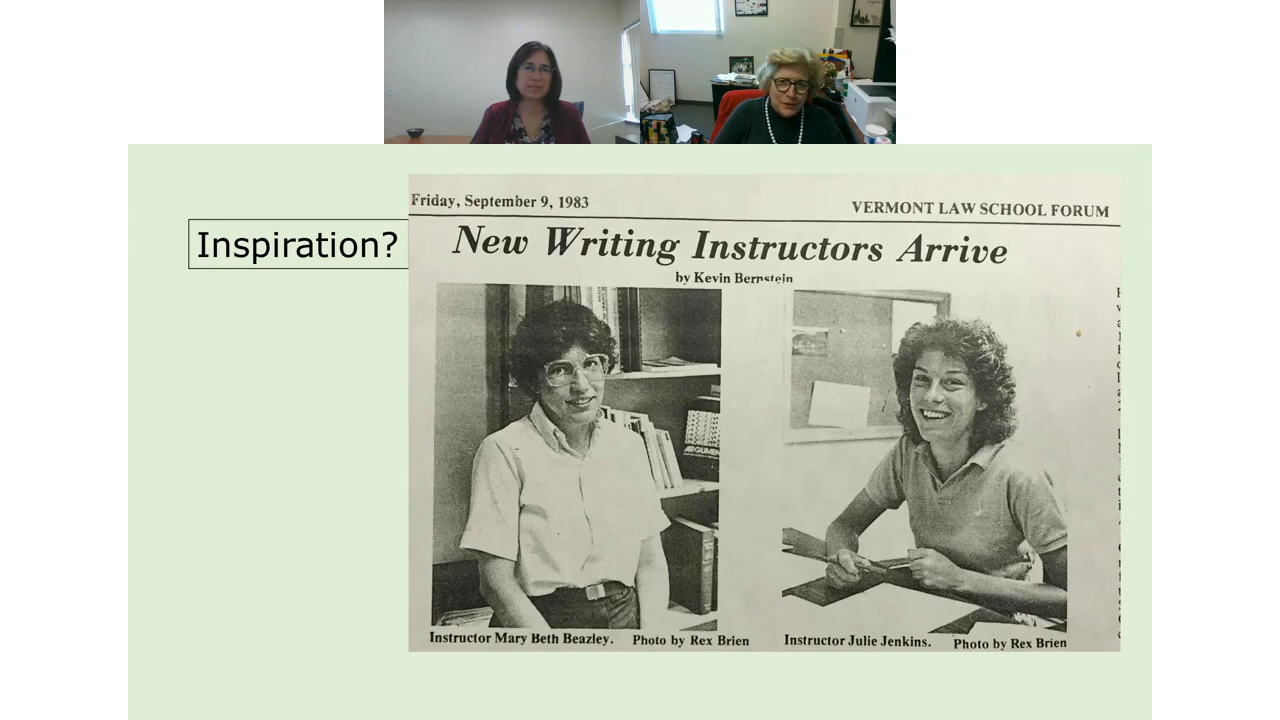 Inspiration?
Friday, September 9, 1983
VERMONT LAW SCHOOL FORUM
New Writing Instructors Arrive
by Kevin Bernstein
ARGUMENT
Instructor Mary Beth Beazley. Photo by Rex Brien
Instructor Julie Jenkins. Photo by Rex Brien